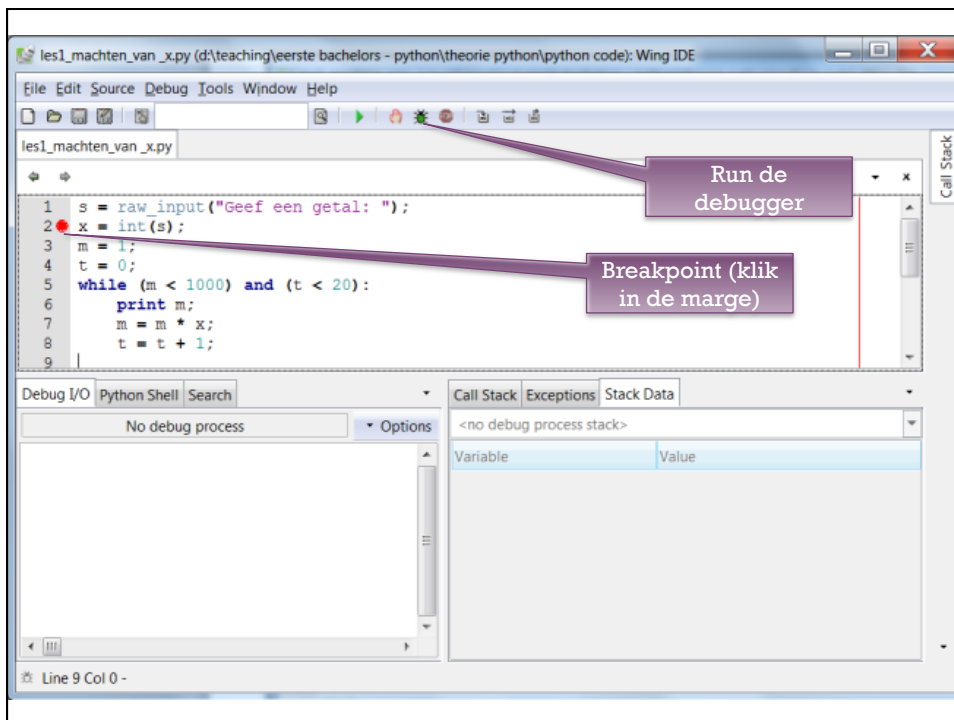 les1_machten_van _x.py (d:\teaching\eerste bachelors - python\theorie python\python code): Wing IDE
File Edit Source Debug Tools Window Help
les1_machten_van _x.py
Call Stack
Run de
debugger
1 s = raw_input("Geef een getal: ");
2 x = int(s);
3 m = 1;
4 t = 0;
5 while (m < 1000) and (t < 20):
6 print m;
7 m = m * x;
8 t = t + 1;
9
Breakpoint (klik
in de marge)
Debug I/O Python Shell Search
Call Stack Exceptions Stack Data
No debug process Options
<no debug process stack>
Variable Value
Line 9 Col 0 -